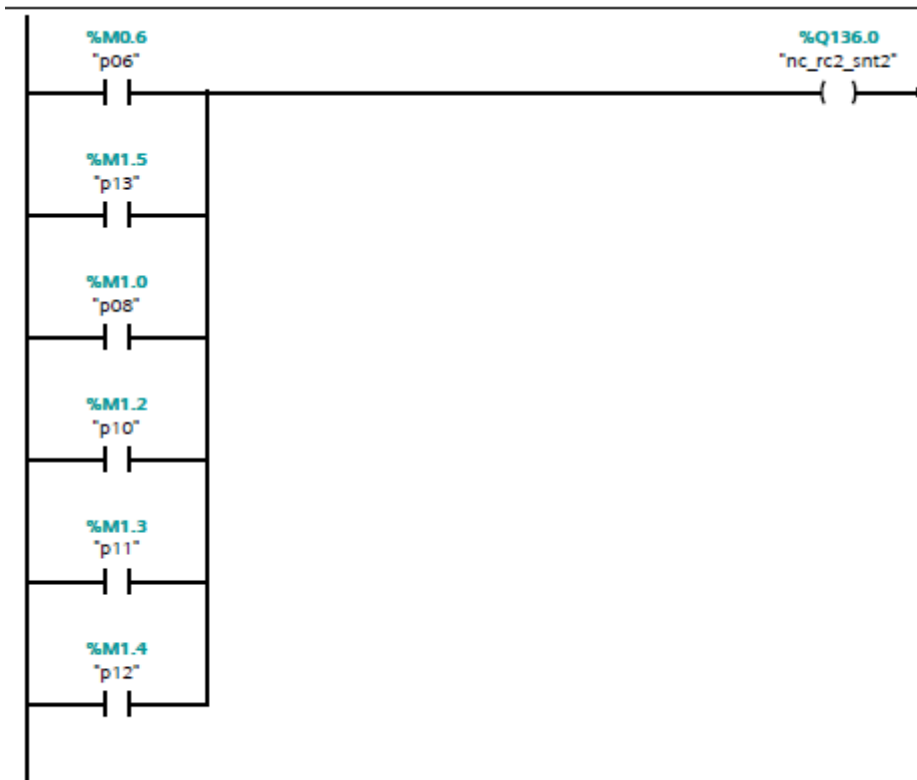 %M0.6
"p06"
%Q136.0
"nc_rc2_snt2"
%M1.5
"p13"
%M1.0
"p08"
%M1.2
"p10"
%M1.3
"p11"
%M1.4
"p12"